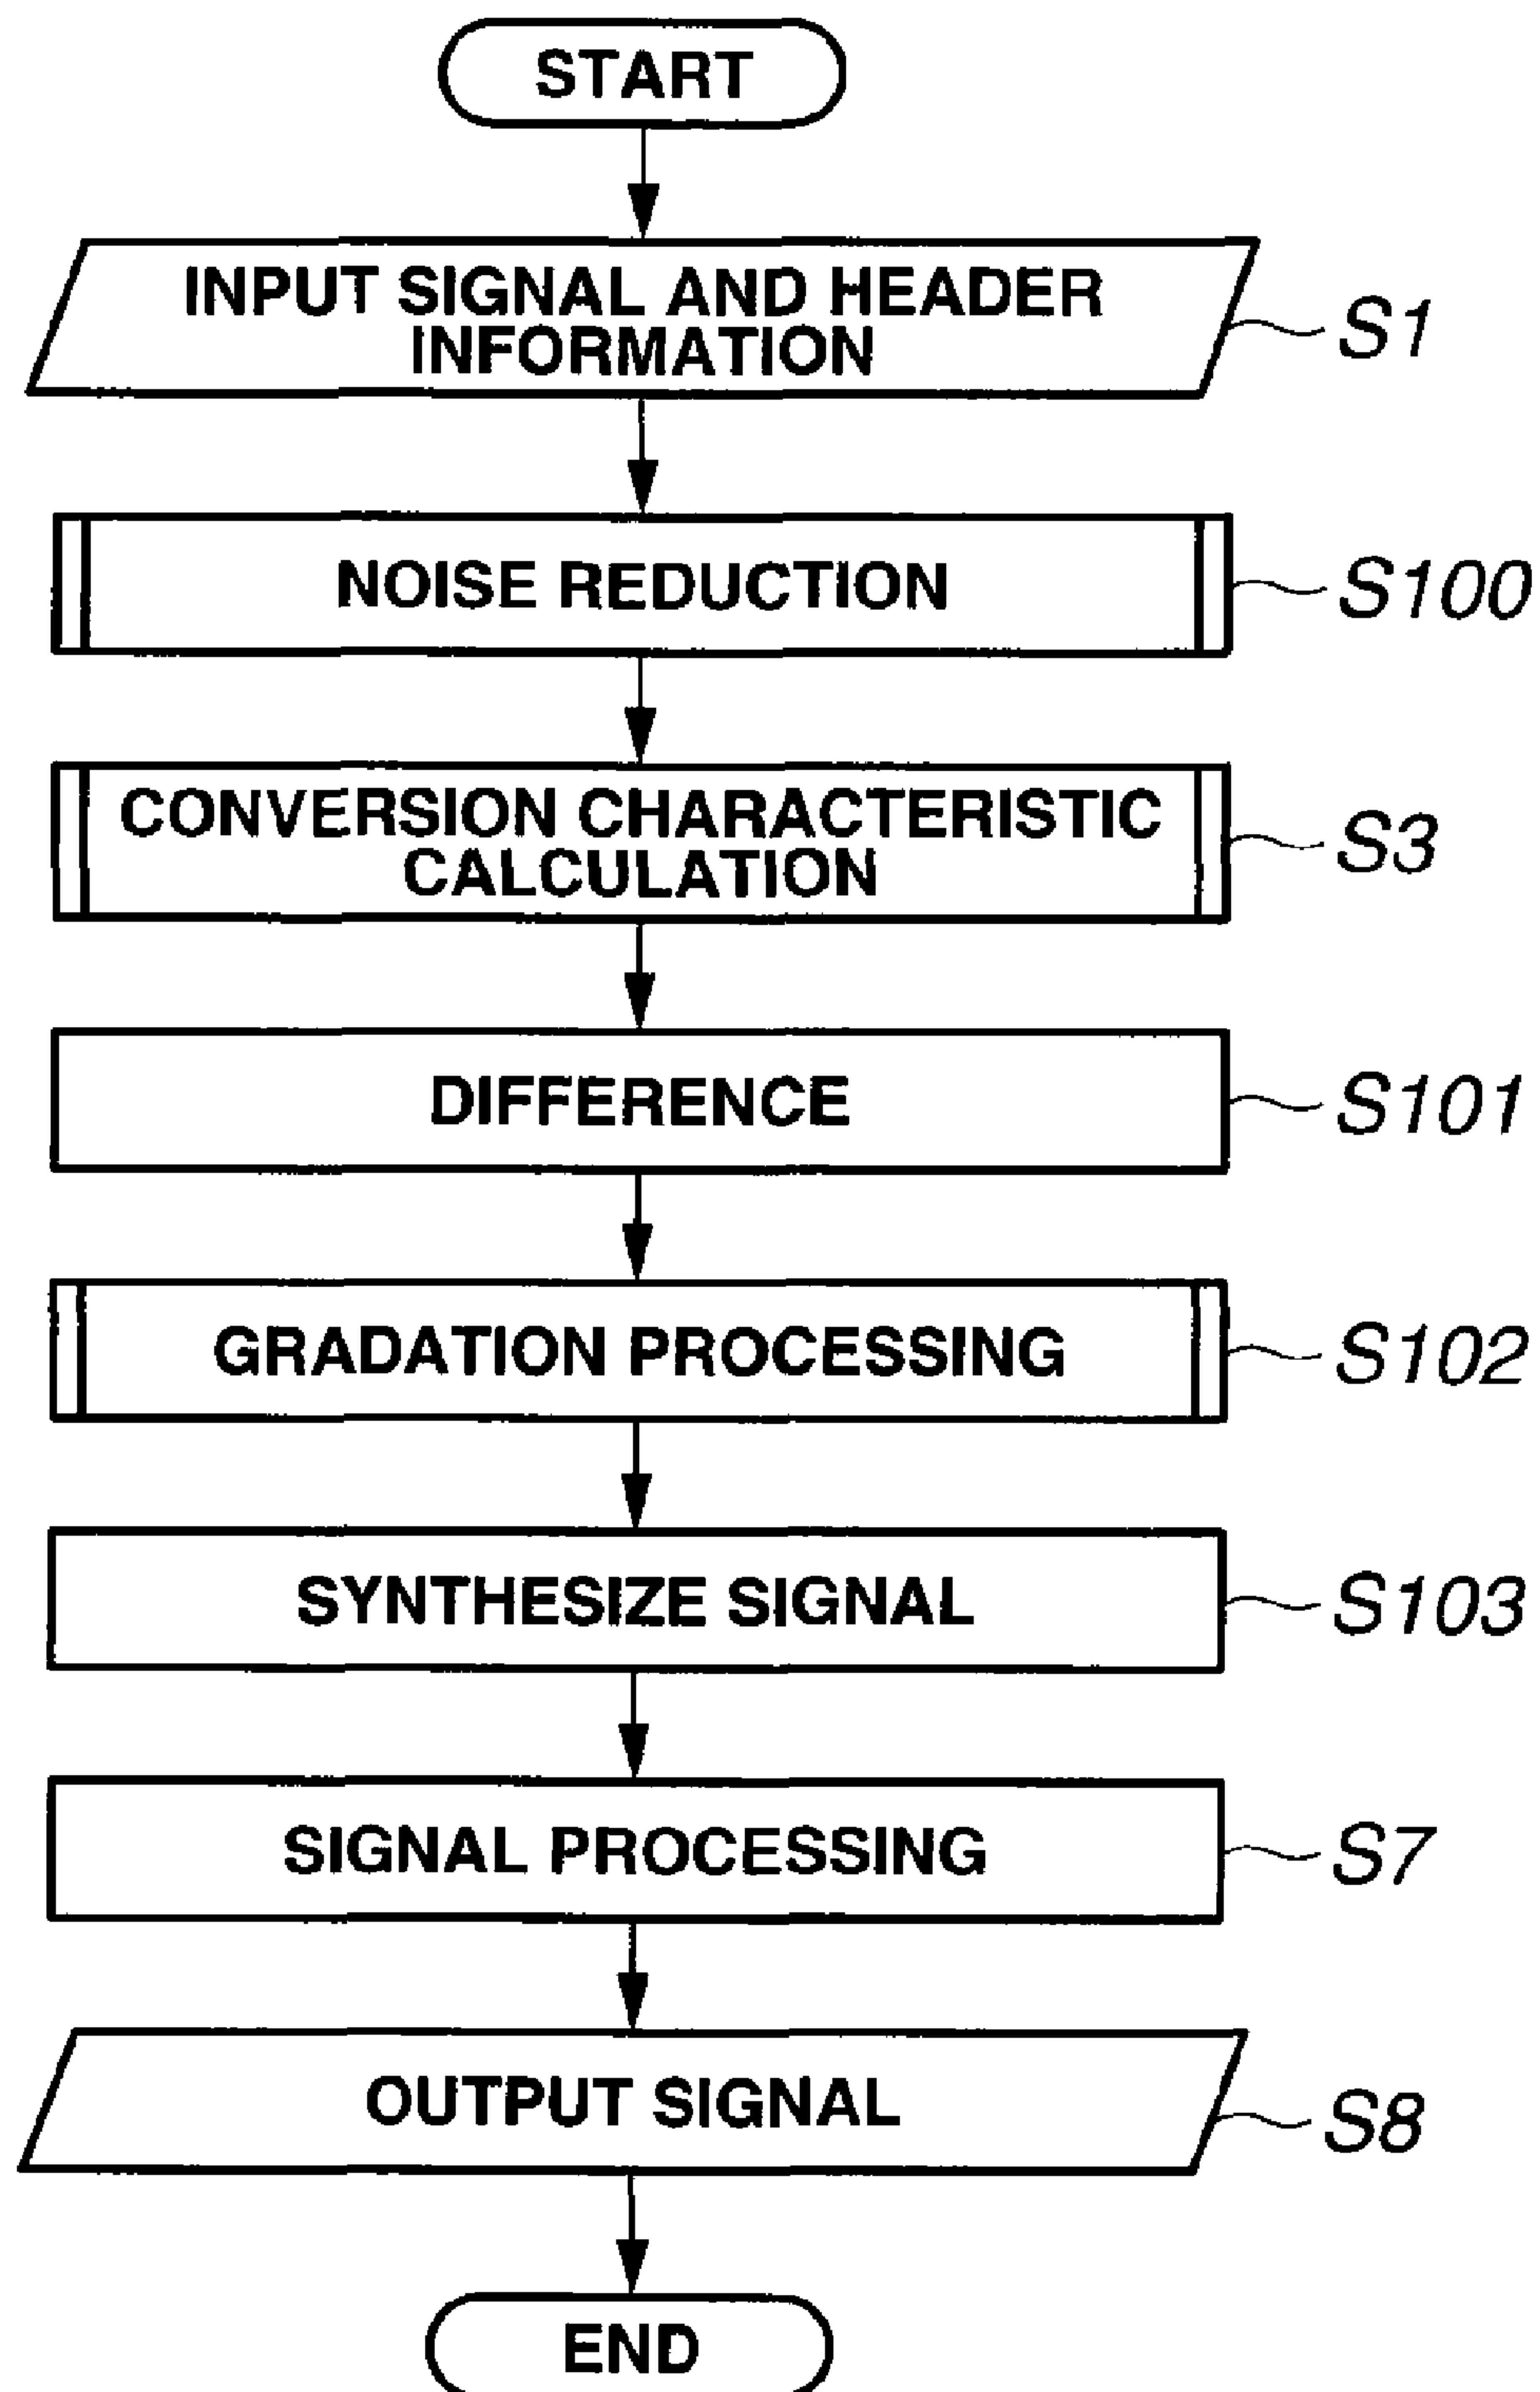 START
INPUT SIGNAL AND HEADER
INFORMATION
S1
NOISE REDUCTION
S100
CONVERSION CHARACTERISTIC
CALCULATION
S3
DIFFERENCE
S101
GRADATION PROCESSING
S102
SYNTHESIZE SIGNAL
S103
SIGNAL PROCESSING
S7
OUTPUT SIGNAL
S8
END